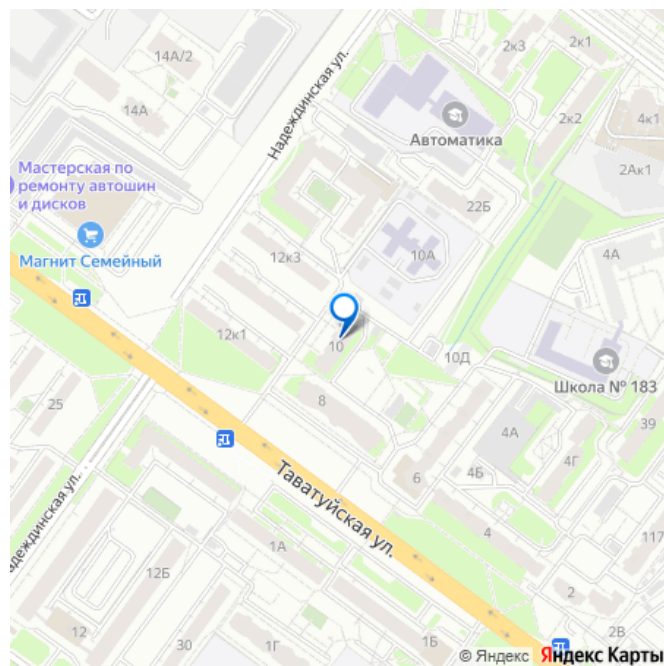 14А/2
2к3
2к1
Надеждинская ул.
14А
4к1
2к2
Автоматика
2Ак1
Мастерская по
ремонту автошин
и дисков
22Б
Магнит Семейный
12к3
10А
4А
12к1
10
10Д
Школа № 183
25
8
39
4А
4Б
4Г
6
Таватуйская ул.
Надеждинская ул.
1А
4
117
12Б
2
12
30
1Г
1Б
2В
© Яндекс Яндекс Карты